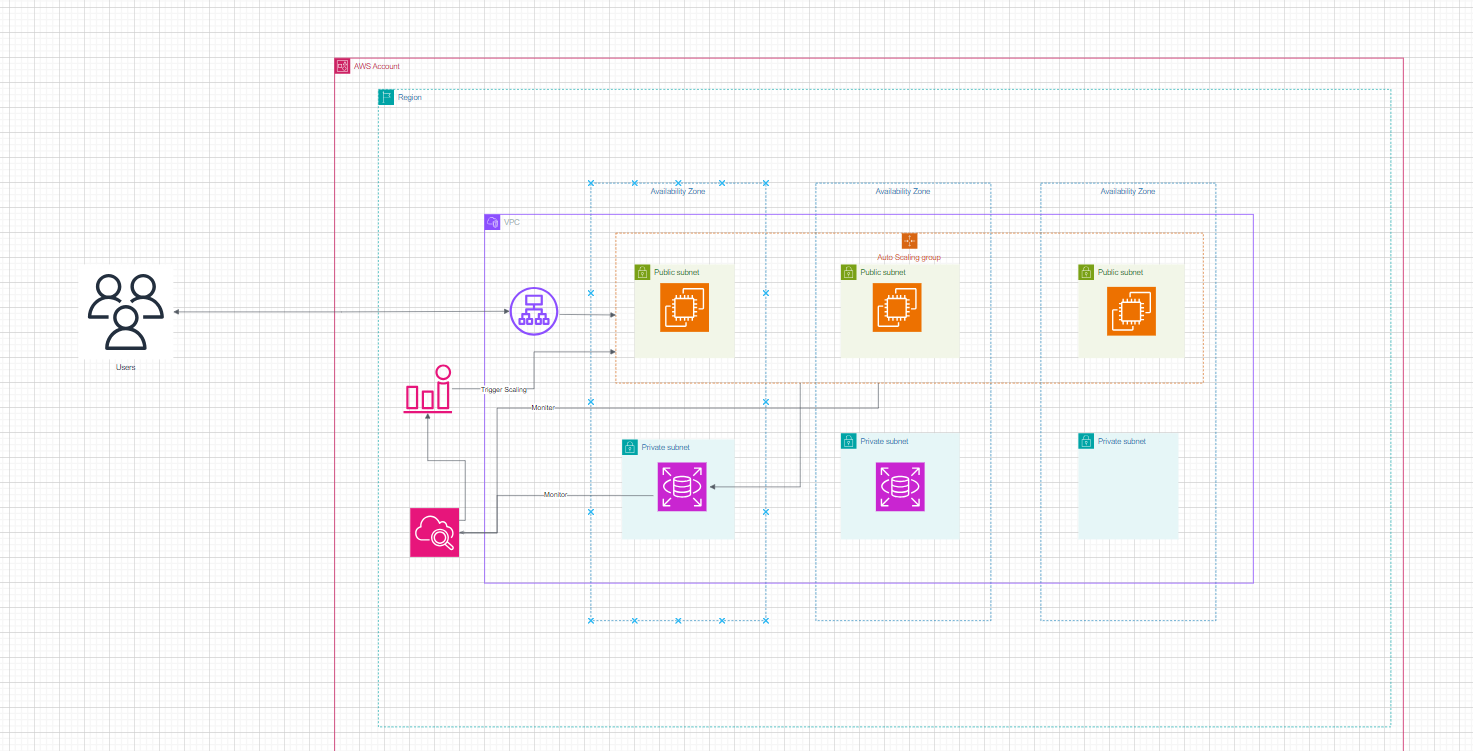 AWS Account
Region
Availability Zone
Availability Zone
Availability Zone
VPC
Auto Scaling group
Public subnet
Public subnet
Public subnet
Users
Trigger Scaling
Monitor
Private subnet
Private subnet
Private subnet
Monitor